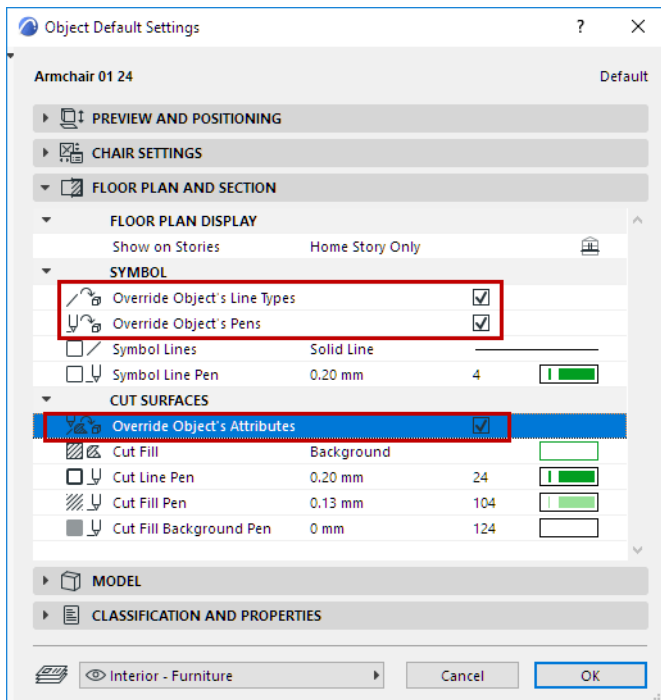 Object Default Settings ?
Armchair 01 24 Default
PREVIEW AND POSITIONING
CHAIR SETTINGS
FLOOR PLAN AND SECTION
FLOOR PLAN DISPLAY
Show on Stories Home Story Only
SYMBOL
Override Object's Line Types
Override Object's Pens
Symbol Lines Solid Line
Symbol Line Pen 0.20 mm 4
CUT SURFACES
Override Object's Attributes
Cut Fill Background
Cut Line Pen 0.20 mm 24
Cut Fill Pen 0.13 mm 104
Cut Fill Background Pen 0 mm 124
MODEL
CLASSIFICATION AND PROPERTIES
Interior - Furniture Cancel OK